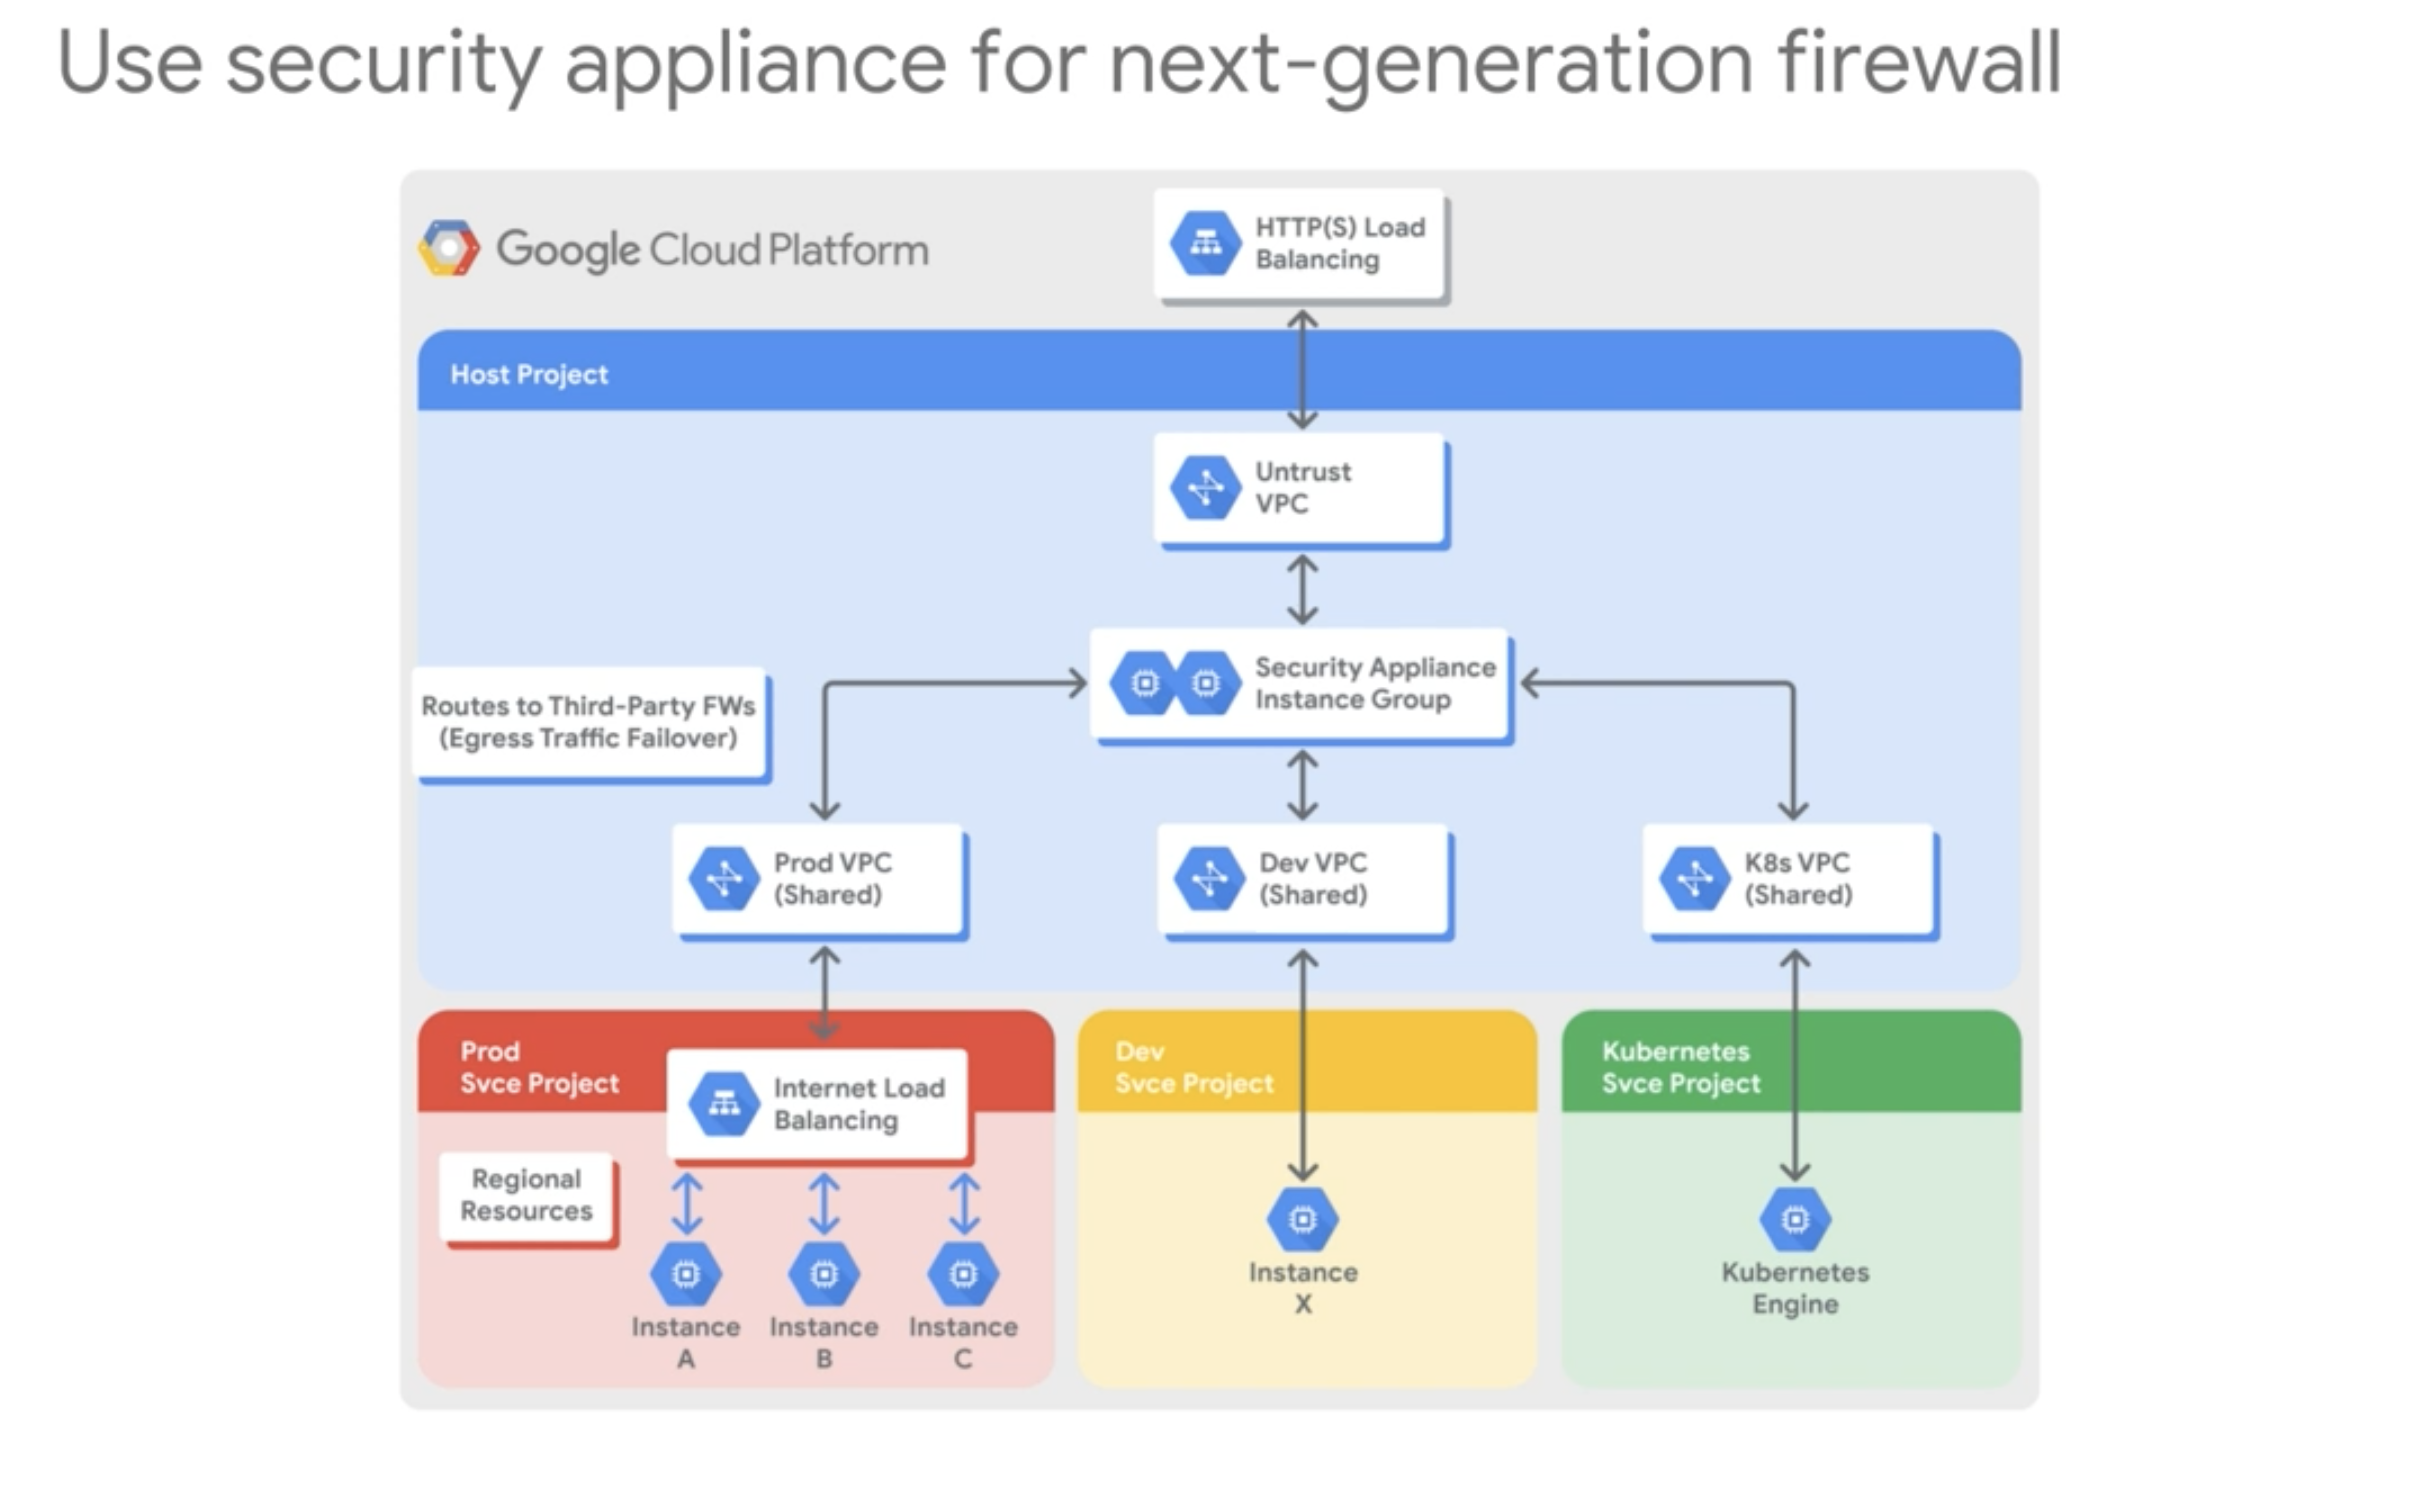 Use security appliance for next-generation firewall
Google Cloud Platform
HTTP(S) Load
Balancing
Host Project
Untrust
VPC
Security Appliance
Instance Group
Routes to Third-Party FWs
(Egress Traffic Failover)
Prod VPC
(Shared)
Dev VPC
(Shared)
K8s VPC
(Shared)
Prod
Svce Project
Internet Load
Balancing
Regional
Resources
Instance
A
Instance
B
Instance
C
Dev
Svce Project
Instance
X
Kubernetes
Svce Project
Kubernetes
Engine